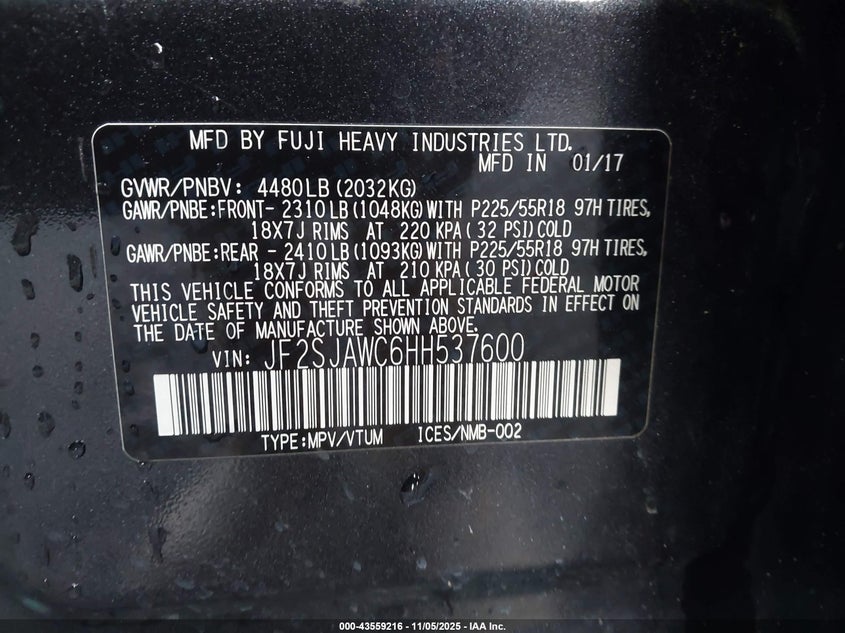 MFD BY FUJI HEAVY INDUSTRIES LTD.
MFD IN 01/17
GVWR/PNBV: 4480LB(2032KG)
GAWR/PNBE:FRONT- 2310LB(1048KG)WITH P225/55R18 97H TIRES,
18X7J RIMS AT 220 KPA(32 PSI)COLD
GAWR/PNBE:REAR - 2410LB(1093KG)WITH P225/55R18 97H TIRES,
18X7J RIMS AT 210 KPA(30 PSI)COLD
THIS VEHICLE CONFORMS TO ALL APPLICABLE FEDERAL MOTOR
VEHICLE SAFETY AND THEFT PREVENTION STANDARDS IN EFFECT ON
THE DATE OF MANUFACTURE SHOWN ABOVE.
VIN: JF2SJAWC6HH537600
TYPE:MPV/VTUM ICES/NMB-002
000-43559216 - 11/05/2025 - IAA Inc.